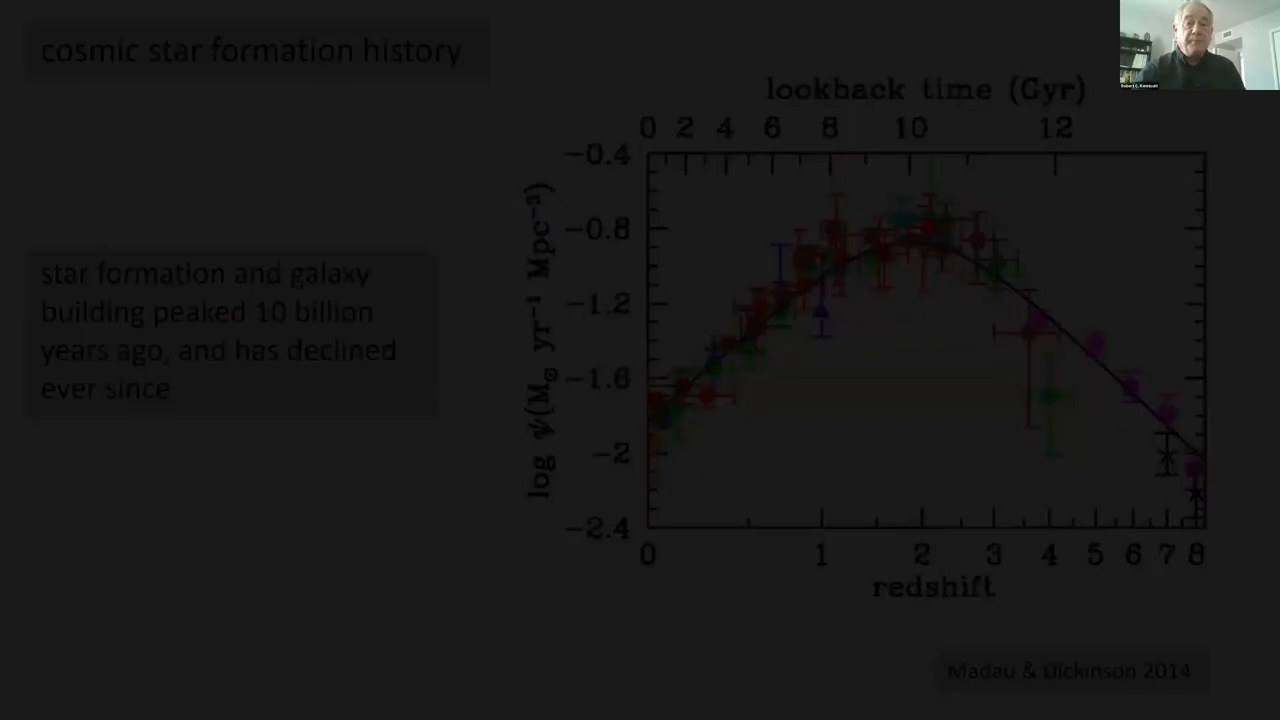 cosmic star formation history
lookback time (Gyr)
0 2 4 6 8 10 12
−0.4
−0.8
−1.2
−1.6
−2
−2.4
log ψ(M⊙ yr⁻¹ Mpc⁻³)
0 1 2 3 4 5 6 7 8
redshift
star formation and galaxy
building peaked 10 billion
years ago, and has declined
ever since
Madau & Dickinson 2014